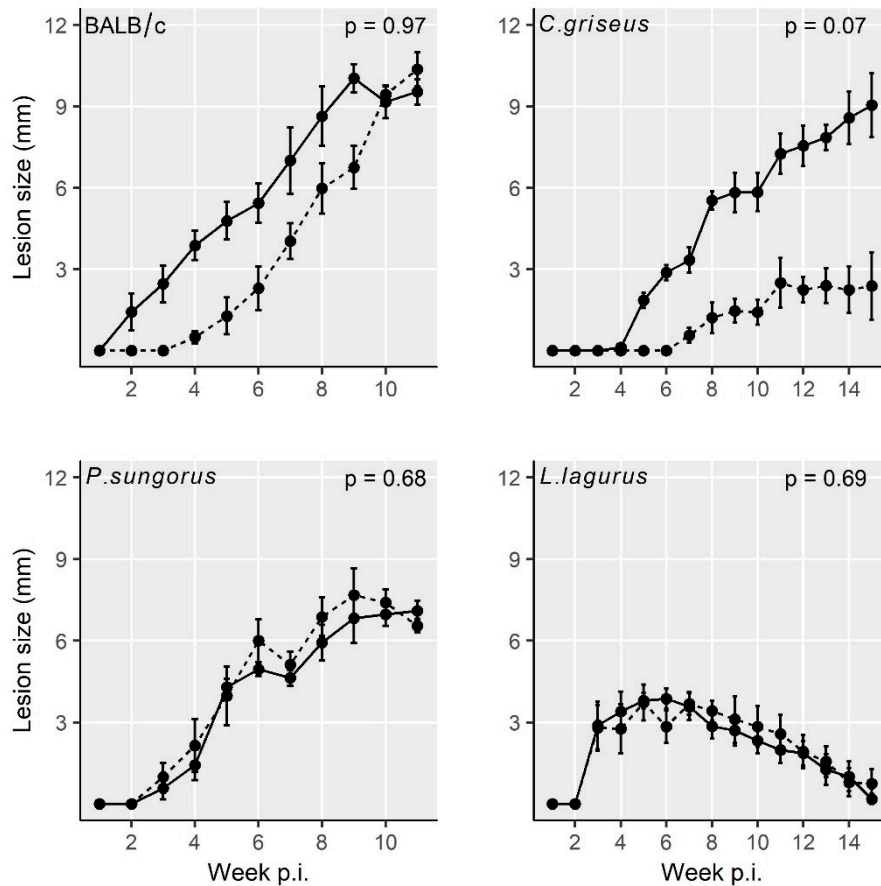 BALB/c p = 0.97
12
9
6
3
Lesion size (mm)
2 4 6 8 10
C.griseus p = 0.07
12
9
6
3
2 4 6 8 10 12 14
P.sungorus p = 0.68
12
9
6
3
Lesion size (mm)
2 4 6 8 10
Week p.i.
L.lagurus p = 0.69
12
9
6
3
2 4 6 8 10 12 14
Week p.i.